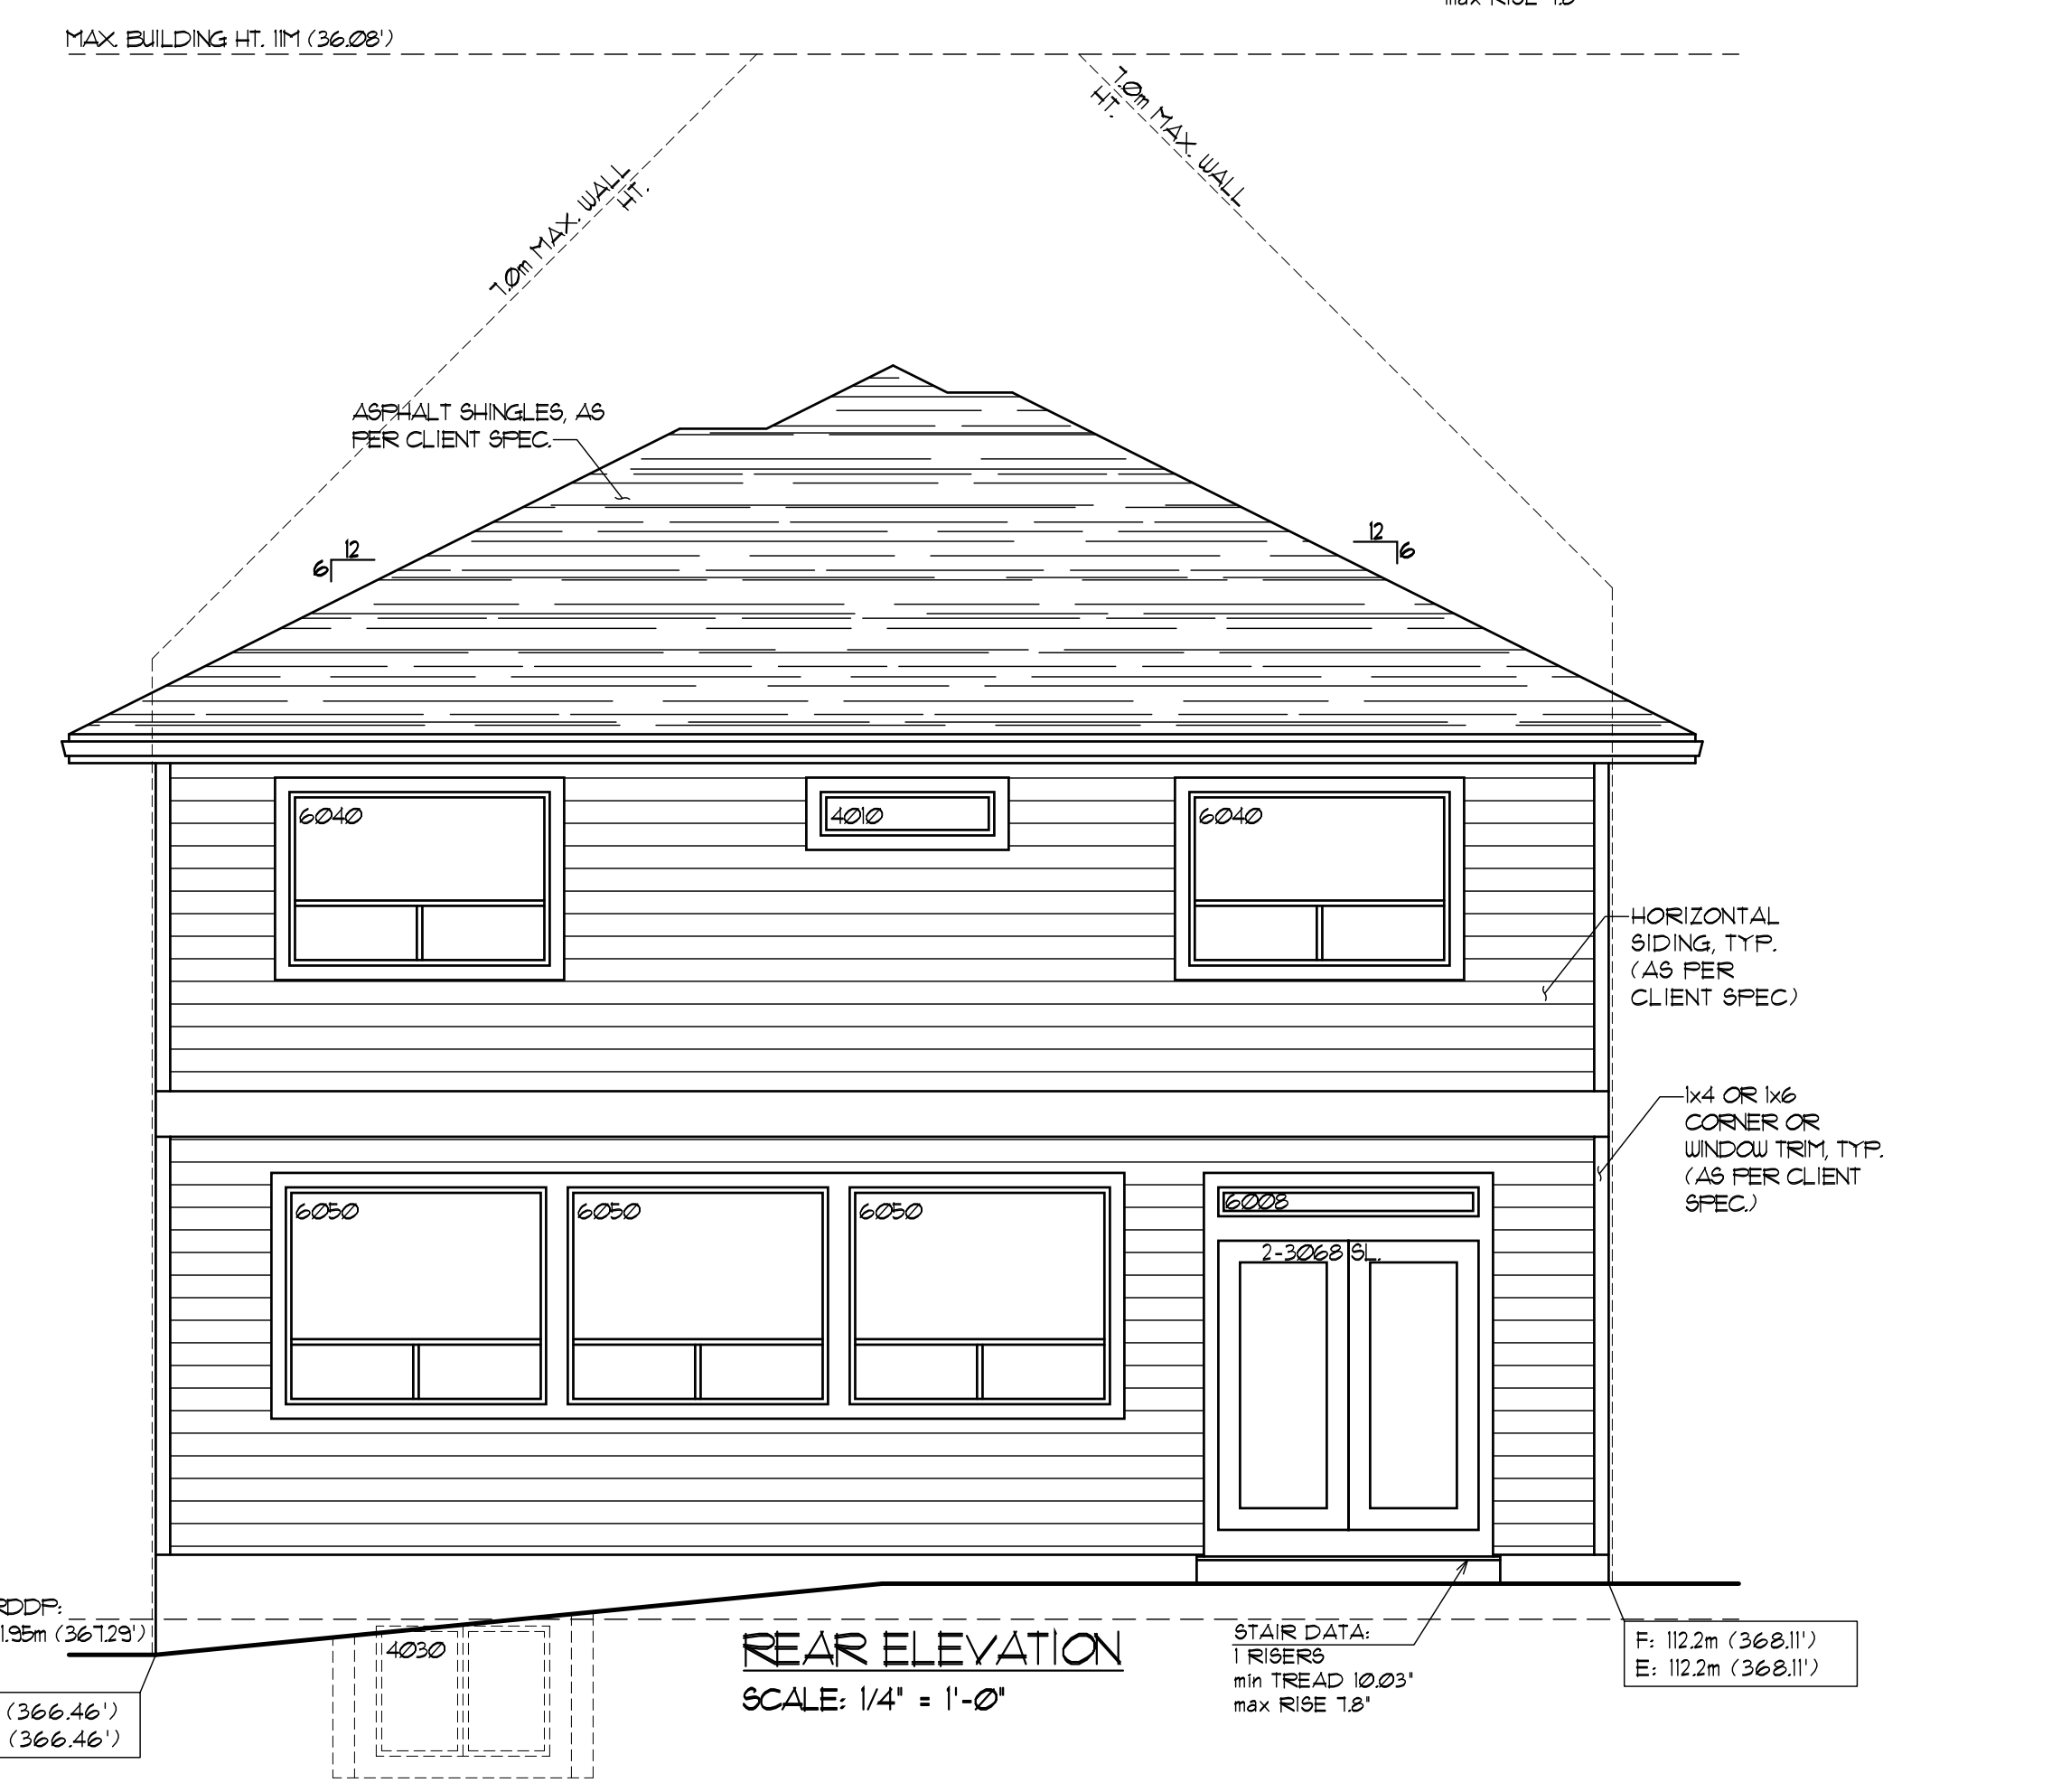 max RISE 7.8"
MAX. BUILDING HT. 11M (36.08')
7.0m MAX. WALL
HT.
7.0m MAX. WALL
HT.
ASPHALT SHINGLES, AS
PER CLIENT SPEC.
12
6
12
6
6040
4010
6040
HORIZONTAL
SIDING, TYP.
(AS PER
CLIENT SPEC)
1x4 OR 1x6
CORNER OR
WINDOW TRIM, TYP.
(AS PER CLIENT
SPEC.)
6050
6050
6050
6008
2-3068 SL.
RDDP:
1.95m (367.29')
4030
REAR ELEVATION
SCALE: 1/4" = 1'-0"
STAIR DATA:
1 RISERS
min TREAD 10.03"
max RISE 7.8"
F: 112.2m (368.11')
E: 112.2m (368.11')
(366.46')
(366.46')